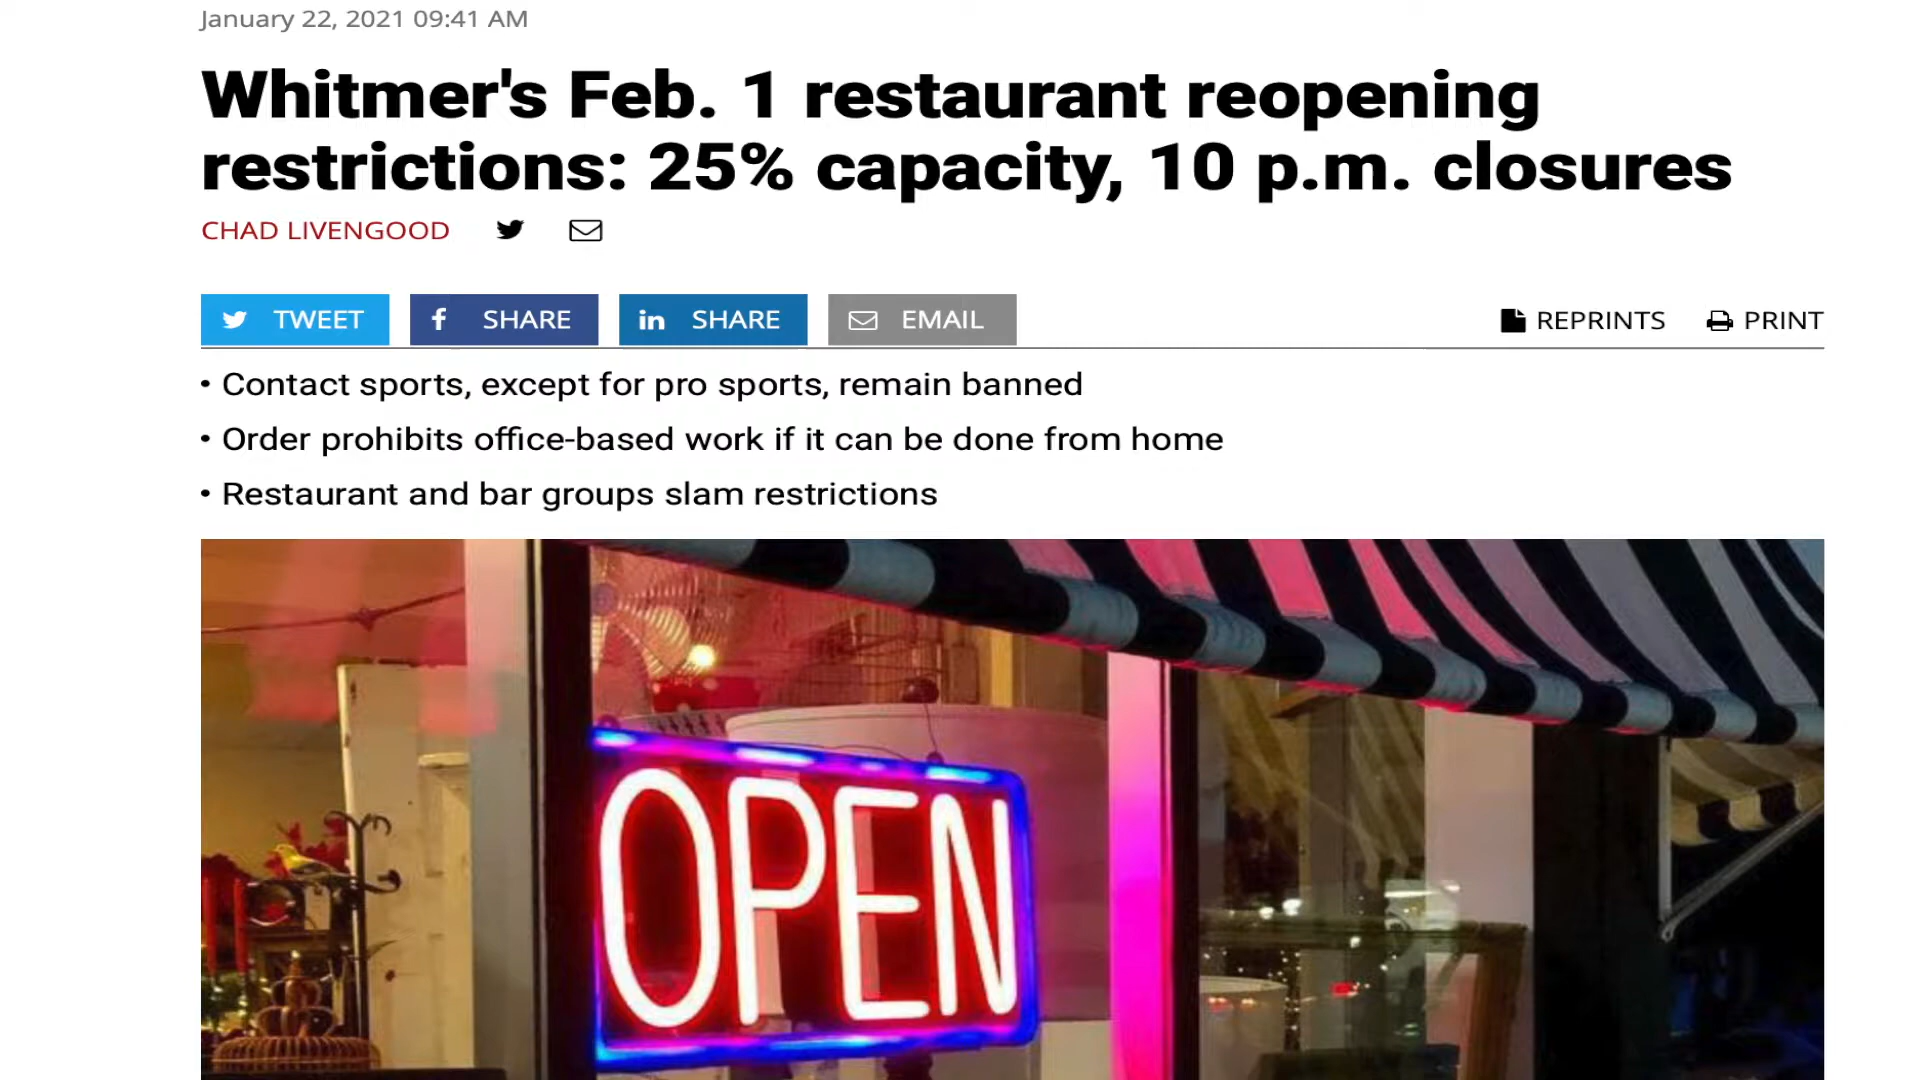 January 22, 2021 09:41 AM
Whitmer's Feb. 1 restaurant reopening
restrictions: 25% capacity, 10 p.m. closures
CHAD LIVENGOOD
TWEET SHARE SHARE EMAIL REPRINTS PRINT
• Contact sports, except for pro sports, remain banned
• Order prohibits office-based work if it can be done from home
• Restaurant and bar groups slam restrictions
OPEN